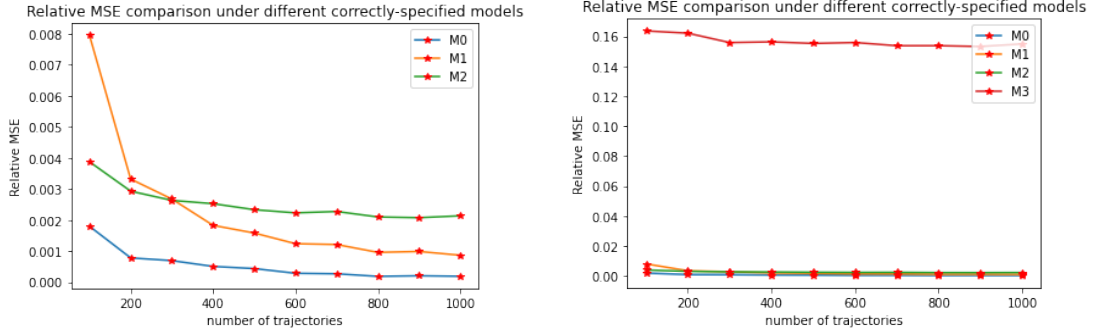 Relative MSE comparison under different correctly-specified models
0.008
0.007
0.006
0.005
0.004
0.003
0.002
0.001
0.000
Relative MSE
200
400
600
800
1000
number of trajectories
M0
M1
M2
Relative MSE comparison under different correctly-specified models
0.16
0.14
0.12
0.10
0.08
0.06
0.04
0.02
0.00
Relative MSE
200
400
600
800
1000
number of trajectories
M0
M1
M2
M3